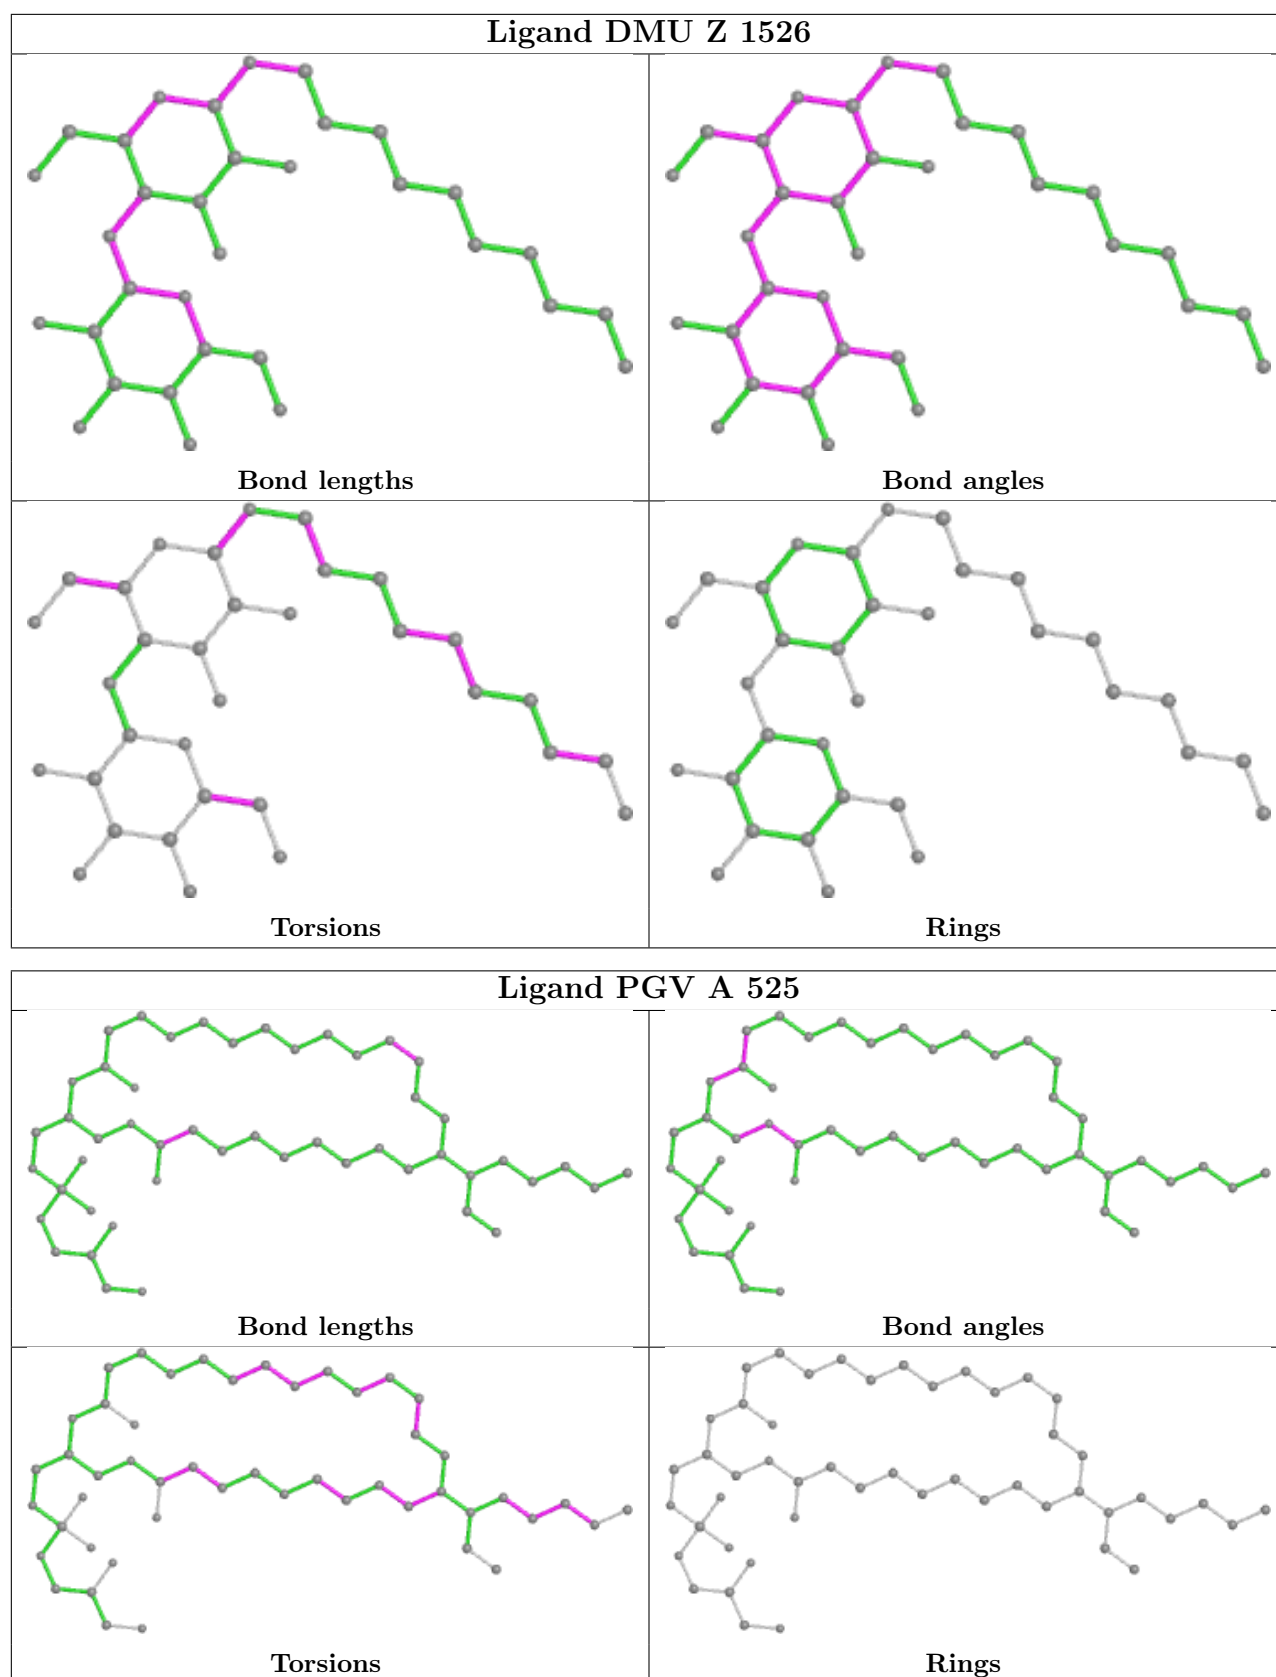 Ligand DMU Z 1526
Bond lengths
Bond angles
Torsions
Rings
Ligand PGV A 525
Bond lengths
Bond angles
Torsions
Rings